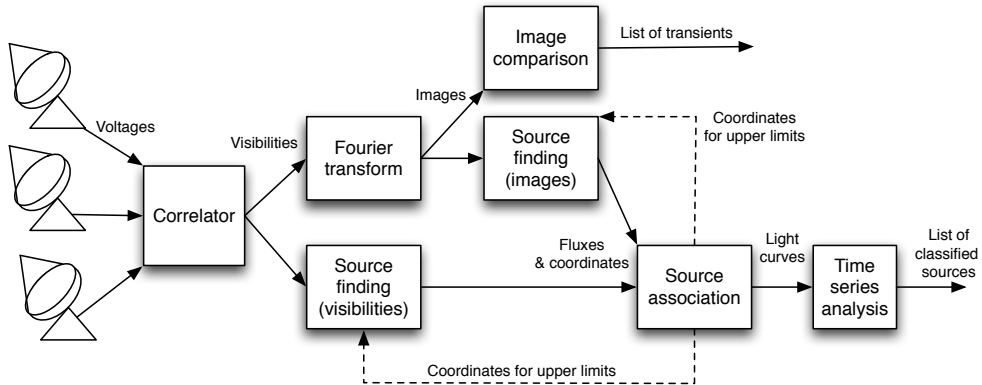 Voltages
Correlator
Visibilities
Fourier
transform
Images
Image
comparison
List of transients
Source
finding
(images)
Coordinates
for upper limits
Source
finding
(visibilities)
Fluxes
& coordinates
Source
association
Light
curves
Time
series
analysis
List of
classified
sources
Coordinates for upper limits